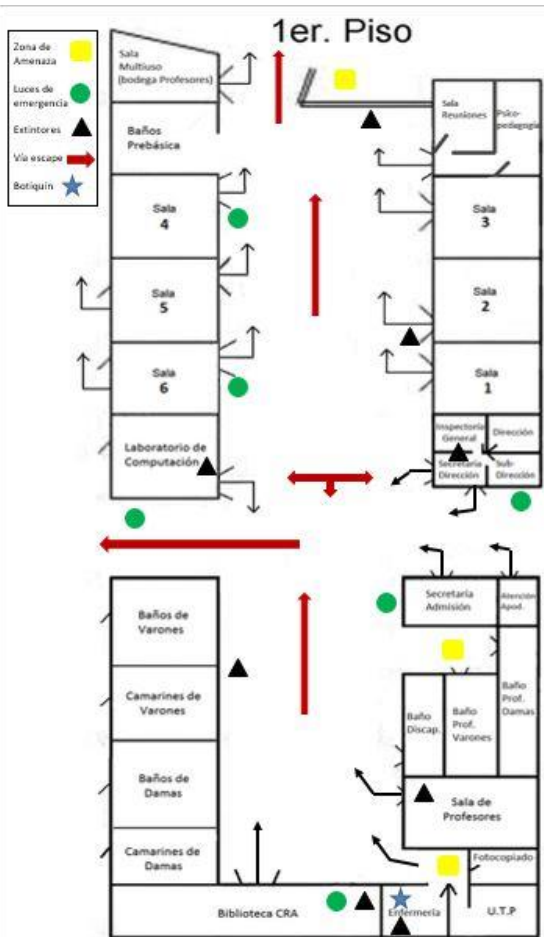 1er. Piso
Zona de
Amenaza
Luces de
emergencia
Extintores
Vía escape
Botiquín
Sala
Multiuso
(bodega Profesores)
Baños
Prebásica
Sala
4
Sala
5
Sala
6
Laboratorio de
Computación
Sala
Reuniones
Psico-
pedagogía
Sala
3
Sala
2
Sala
1
Inspectoría
General
Dirección
Secretaria
Dirección
Sub-
Dirección
Baños de
Varones
Camarines de
Varones
Baños de
Damas
Camarines de
Damas
Biblioteca CRA
Secretaría
Admisión
Atención
Apod.
Baño
Discap.
Baño
Prof.
Varones
Baño
Prof.
Damas
Sala de
Profesores
Fotocopiado
Enfermería
U.T.P